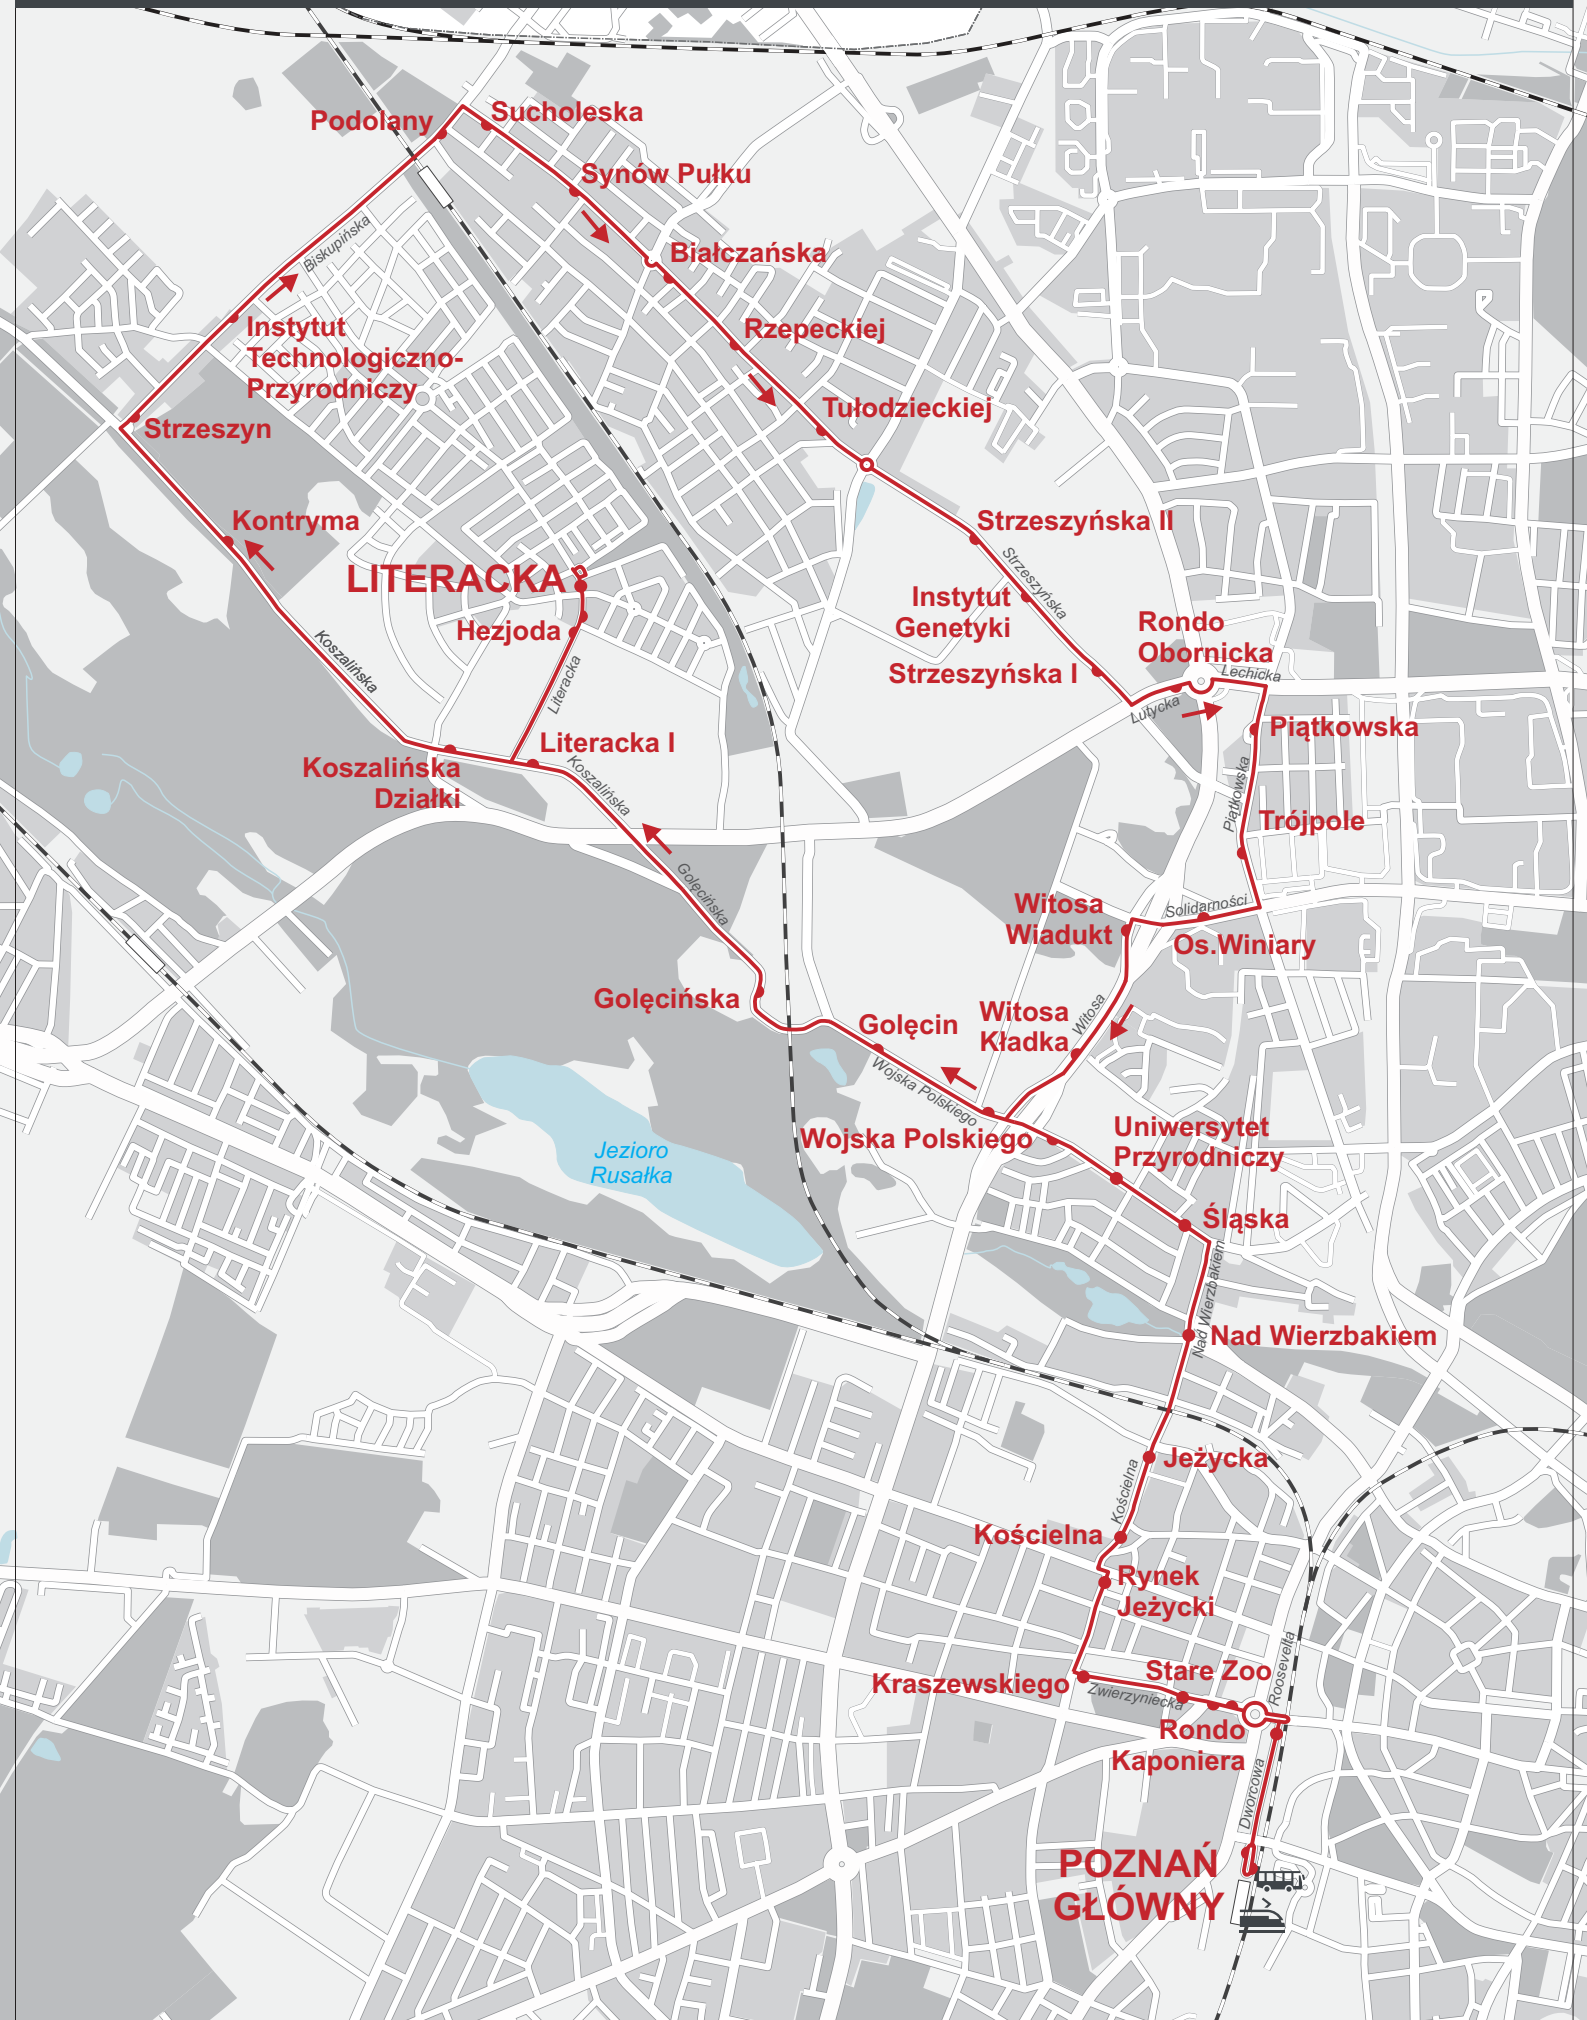 Sucholeska
Podolany
Synów Pułku
Biskupińska
Białczańska
Instytut
Technologiczno-
Przyrodniczy
Rzepeckiej
Tułodzieckiej
Strzeszyn
Kontryma
Strzeszyńska II
Strzeszyńska
LITERACKA
Instytut
Genetyki
Hezjoda
Rondo
Obornicka
Koszalińska
Literacka
Strzeszyńska I
Lechicka
Lutycka
Piątkowska
Literacka I
Koszalińska
Działki
Koszalińska
Piątkowska
Trójpole
Golęcińska
Witosa
Wiadukt
Solidarności
Os.Winiary
Golęcińska
Witosa
Kładka
Witosa
Golęcin
Wojska Polskiego
Wojska Polskiego
Uniwersytet
Przyrodniczy
Jezioro
Rusałka
Śląska
Nad Wierzbakiem
Nad Wierzbakiem
Jeżycka
Kościelna
Kościelna
Rynek
Jeżycki
Stare Zoo
Roosevelta
Kraszewskiego
Zwierzyniecka
Rondo
Kaponiera
Dworcowa
POZNAŃ
GŁÓWNY